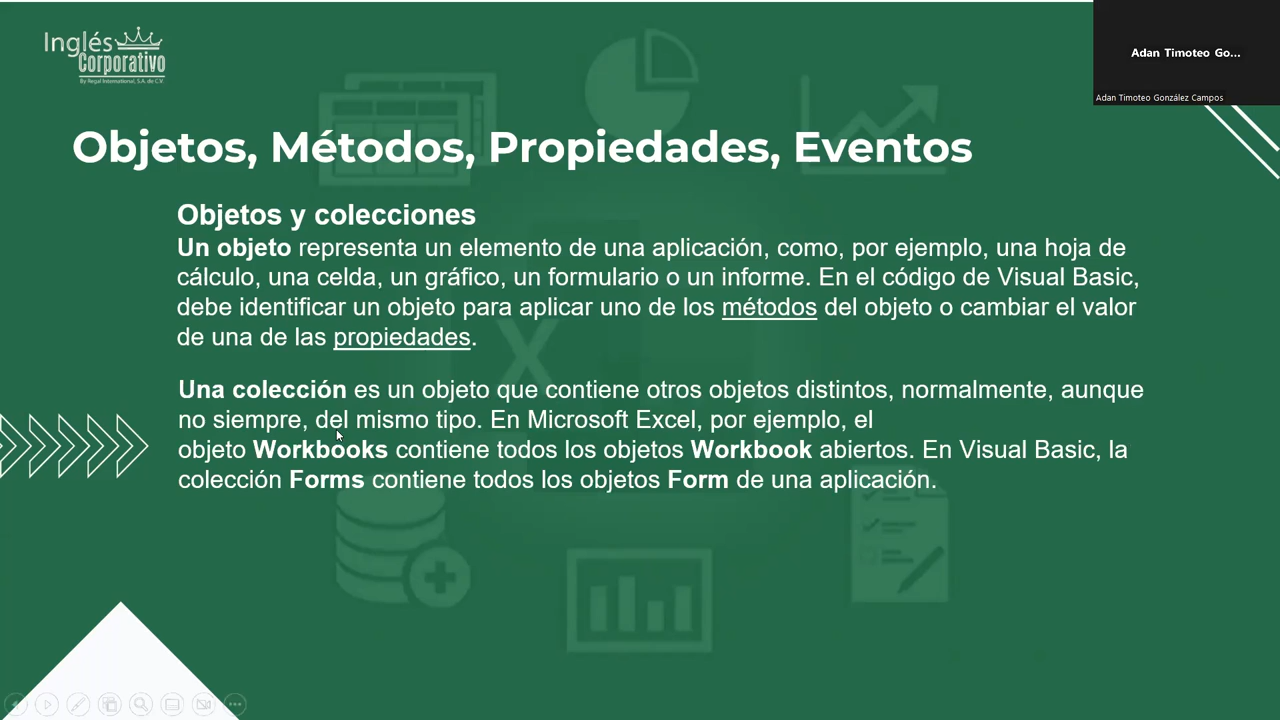 Inglés
Corporativo
By Regal International, S.A. de C.V.
Adan Timoteo Go...
Adan Timoteo González Campos
Objetos, Métodos, Propiedades, Eventos
Objetos y colecciones
Un objeto representa un elemento de una aplicación, como, por ejemplo, una hoja de
cálculo, una celda, un gráfico, un formulario o un informe. En el código de Visual Basic,
debe identificar un objeto para aplicar uno de los métodos del objeto o cambiar el valor
de una de las propiedades.
Una colección es un objeto que contiene otros objetos distintos, normalmente, aunque
no siempre, del mismo tipo. En Microsoft Excel, por ejemplo, el
objeto Workbooks contiene todos los objetos Workbook abiertos. En Visual Basic, la
colección Forms contiene todos los objetos Form de una aplicación.